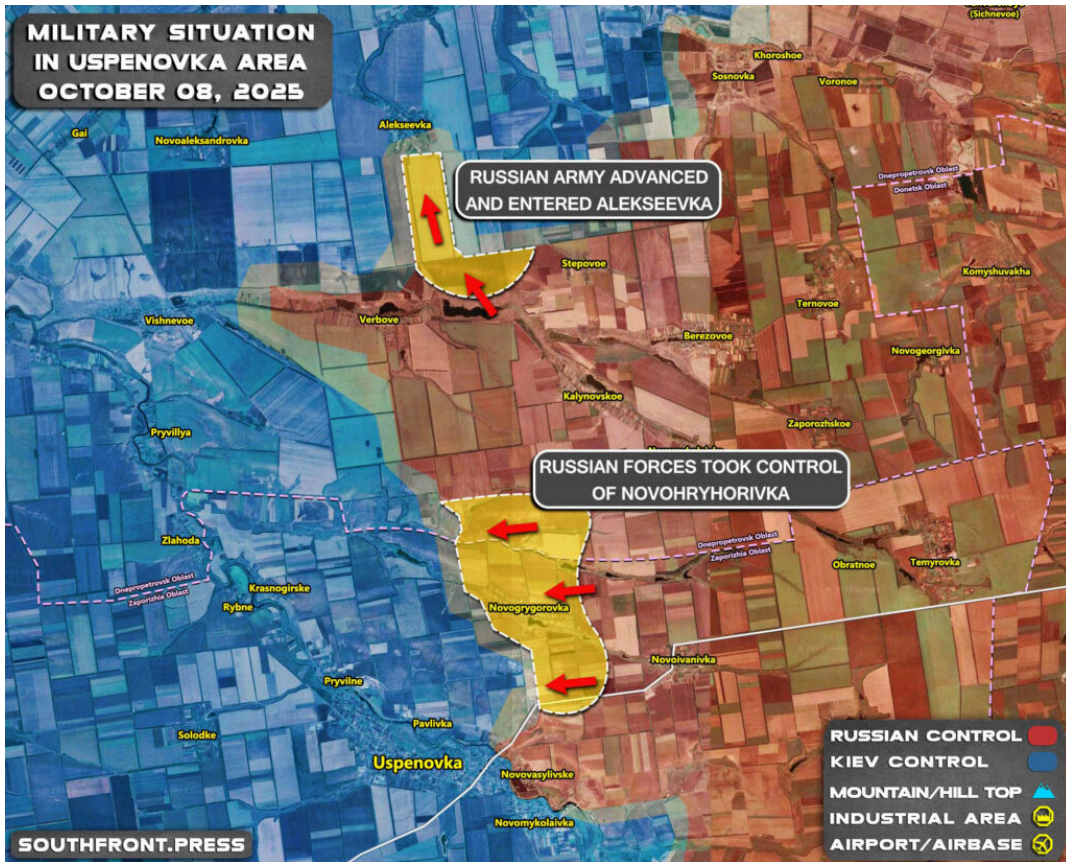 MILITARY SITUATION
IN USPENOVKA AREA
OCTOBER 08, 2025
(Sichnevoe)
Khoroshoe
Sosnovka
Voronoe
Gai
Novoaleksandrovka
Alekseevka
RUSSIAN ARMY ADVANCED
AND ENTERED ALEKSEEVKA
Dnepropetrovsk Oblast
Donetsk Oblast
Stepovoe
Komyshuvakha
Ternovoe
Vishnevoe
Verbove
Berezovoe
Novogeorgivka
Kalynovskoe
Zaporozhskoe
Pryvillya
RUSSIAN FORCES TOOK CONTROL
OF NOVOHRYHORIVKA
Zlahoda
Dnepropetrovsk Oblast
Zaporizhia Oblast
Obratnoe
Temyrovka
Dnepropetrovsk Oblast
Zaporizhia Oblast
Krasnogirske
Rybne
Novogrygorovka
Novoivanivka
Pryvilne
Pavlivka
Solodke
Uspenovka
Novovasylivske
Novomykolaivka
RUSSIAN CONTROL
KIEV CONTROL
MOUNTAIN/HILL TOP
INDUSTRIAL AREA
AIRPORT/AIRBASE
SOUTHFRONT.PRESS